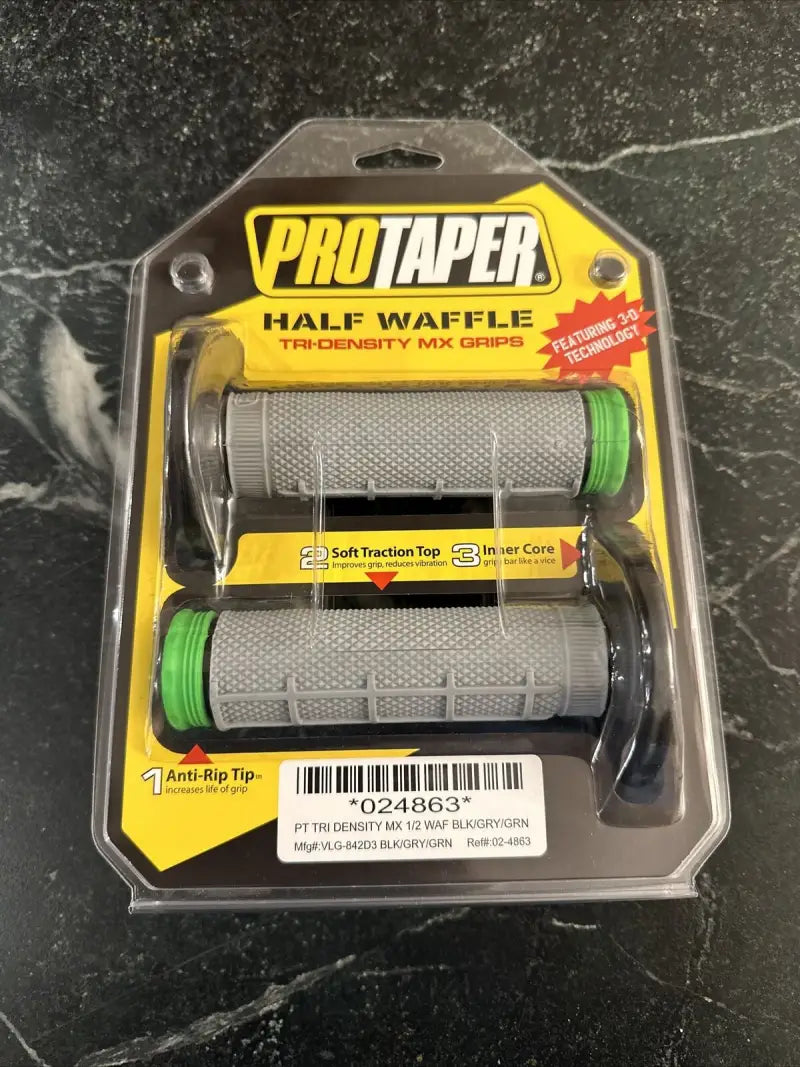 PROTAPER®
HALF WAFFLE
TRI-DENSITY MX GRIPS
FEATURING 3-D
TECHNOLOGY
2 Soft Traction Top
Improves grip, reduces vibration
3 Inner Core
grips bar like a vice
1 Anti-Rip Tip™
increases life of grip
*024863*
PT TRI DENSITY MX 1/2 WAF BLK/GRY/GRN
Mfg#:VLG-842D3 BLK/GRY/GRN Ref#:02-4863